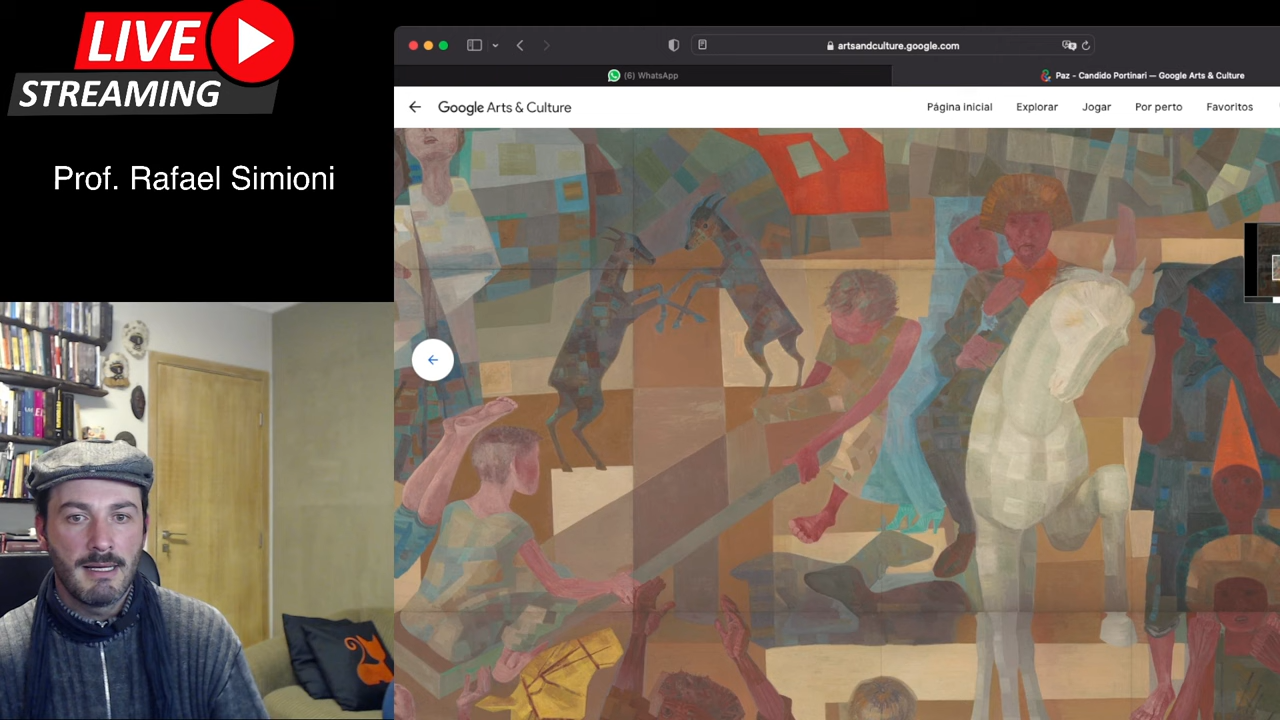 LIVE
STREAMING
Prof. Rafael Simioni
artsandculture.google.com
(6) WhatsApp
Paz - Candido Portinari — Google Arts & Culture
Google Arts & Culture
Página inicial
Explorar
Jogar
Por perto
Favoritos